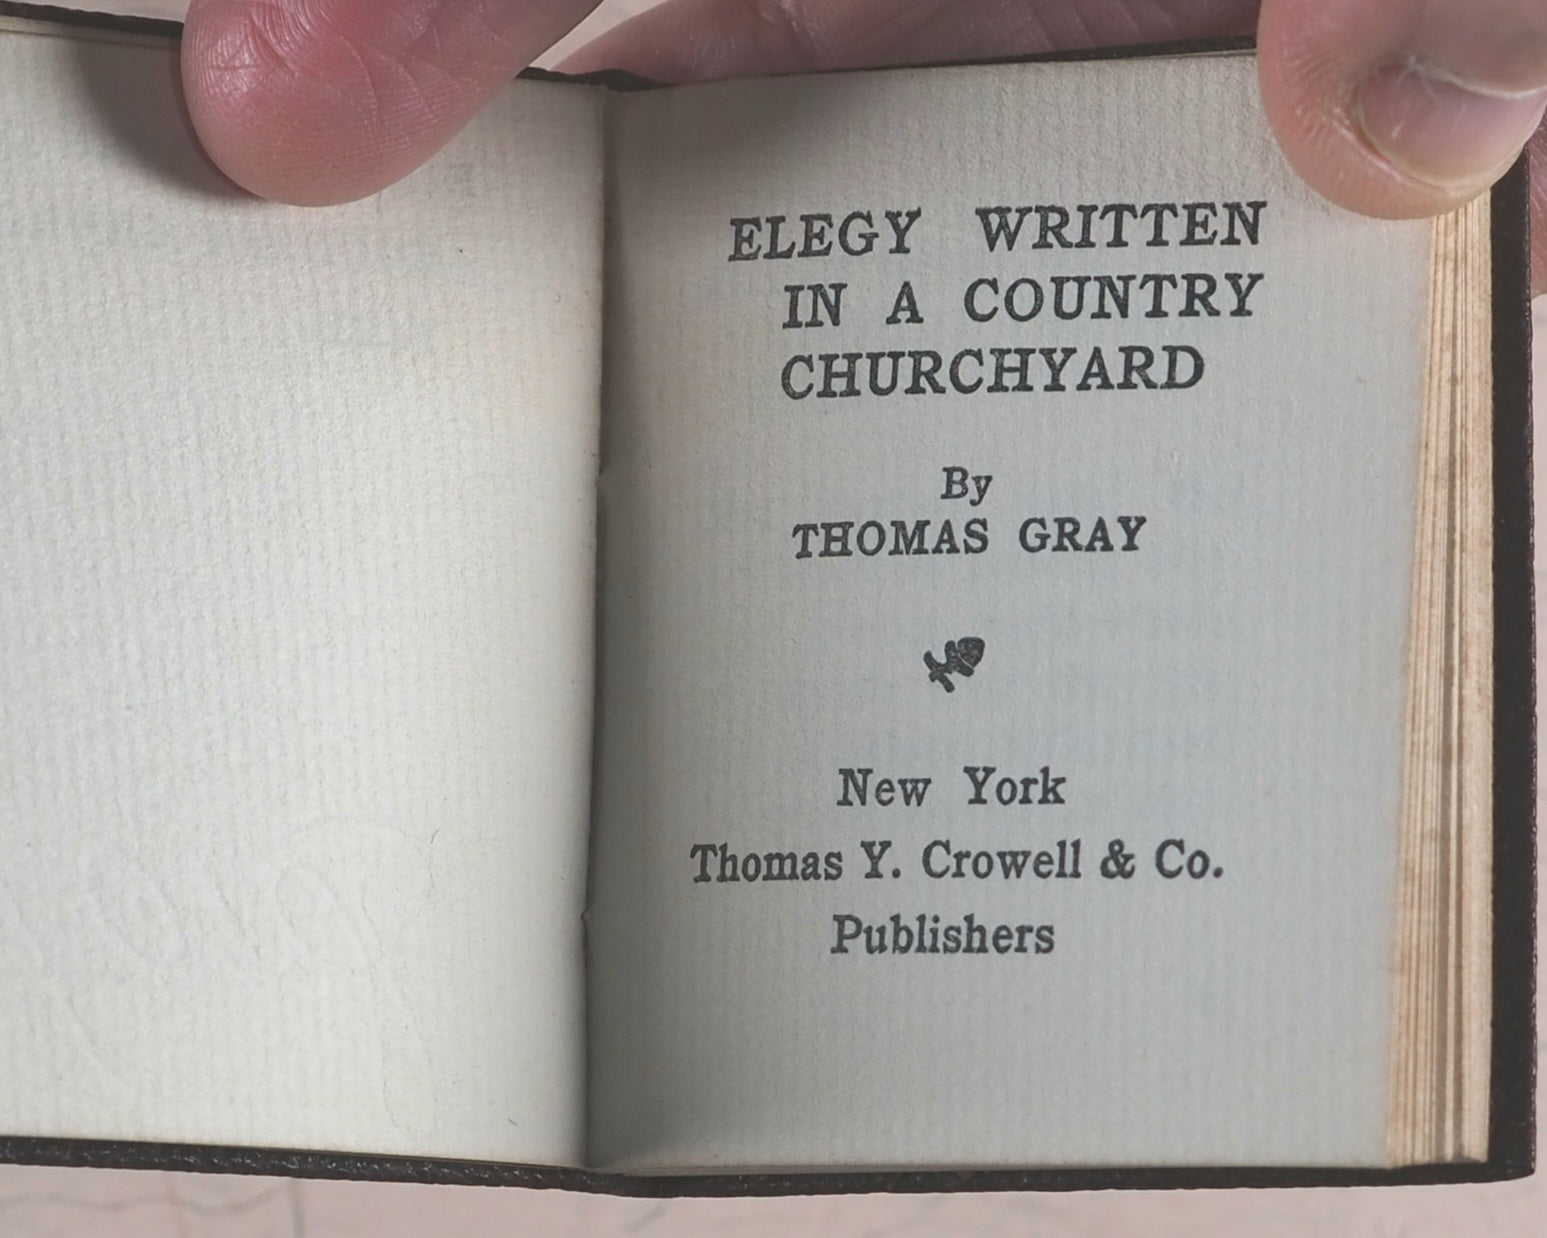 ELEGY WRITTEN
IN A COUNTRY
CHURCHYARD
By
THOMAS GRAY
New York
Thomas Y. Crowell & Co.
Publishers